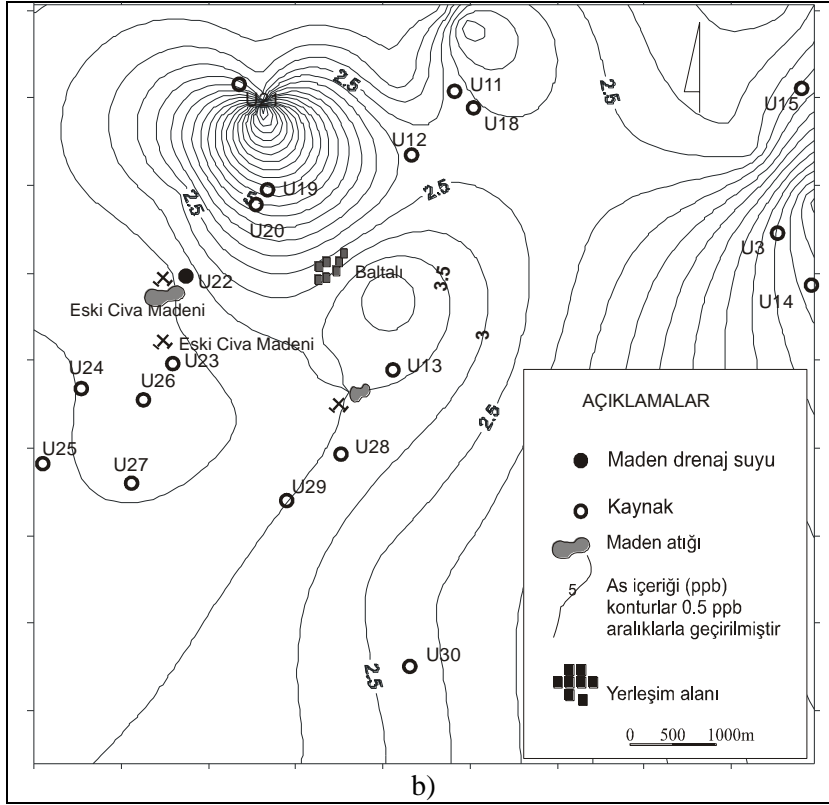 2.5
2.5
U11
U15
U18
U12
U19
5
2.5
2.5
U20
U3
U22
Baltalı
3.5
U14
Eski Civa Madeni
Eski Civa Madeni
3
U23
U24
U13
U26
2.5
U25
U28
U27
U29
2.5
U30
AÇIKLAMALAR
Maden drenaj suyu
Kaynak
Maden atığı
5
As içeriği (ppb)
konturlar 0.5 ppb
aralıklarla geçirilmiştir
Yerleşim alanı
0 500 1000m
b)